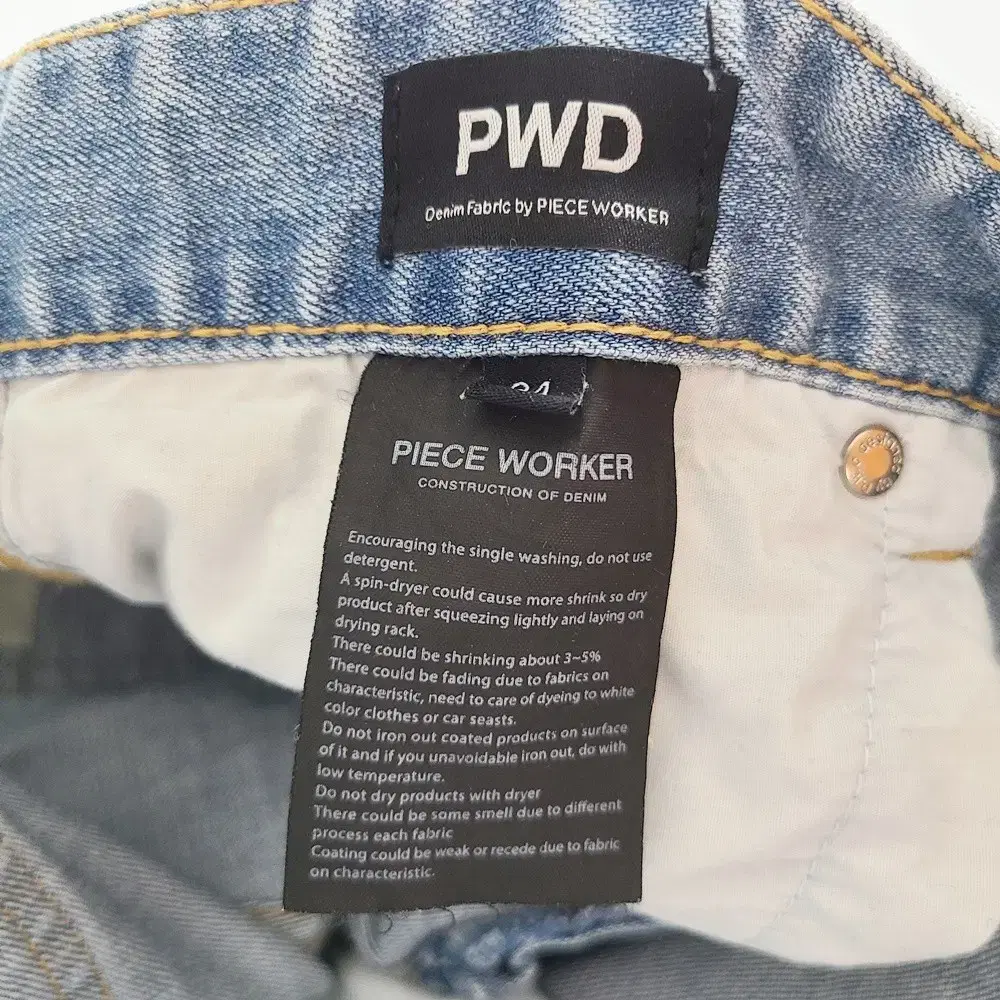 PWD
Denim Fabric by PIECE WORKER
34
PIECE WORKER
CONSTRUCTION OF DENIM
Encouraging the single washing, do not use
detergent.
A spin-dryer could cause more shrink so dry
product after squeezing lightly and laying on
drying rack.
There could be shrinking about 3~5%
There could be fading due to fabrics on
characteristic, need to care of dyeing to white
color clothes or car seasts.
Do not iron out coated products on surface
of it and if you unavoidable iron out, do with
low temperature.
Do not dry products with dryer
There could be some smell due to different
process each fabric
Coating could be weak or recede due to fabric
on characteristic.